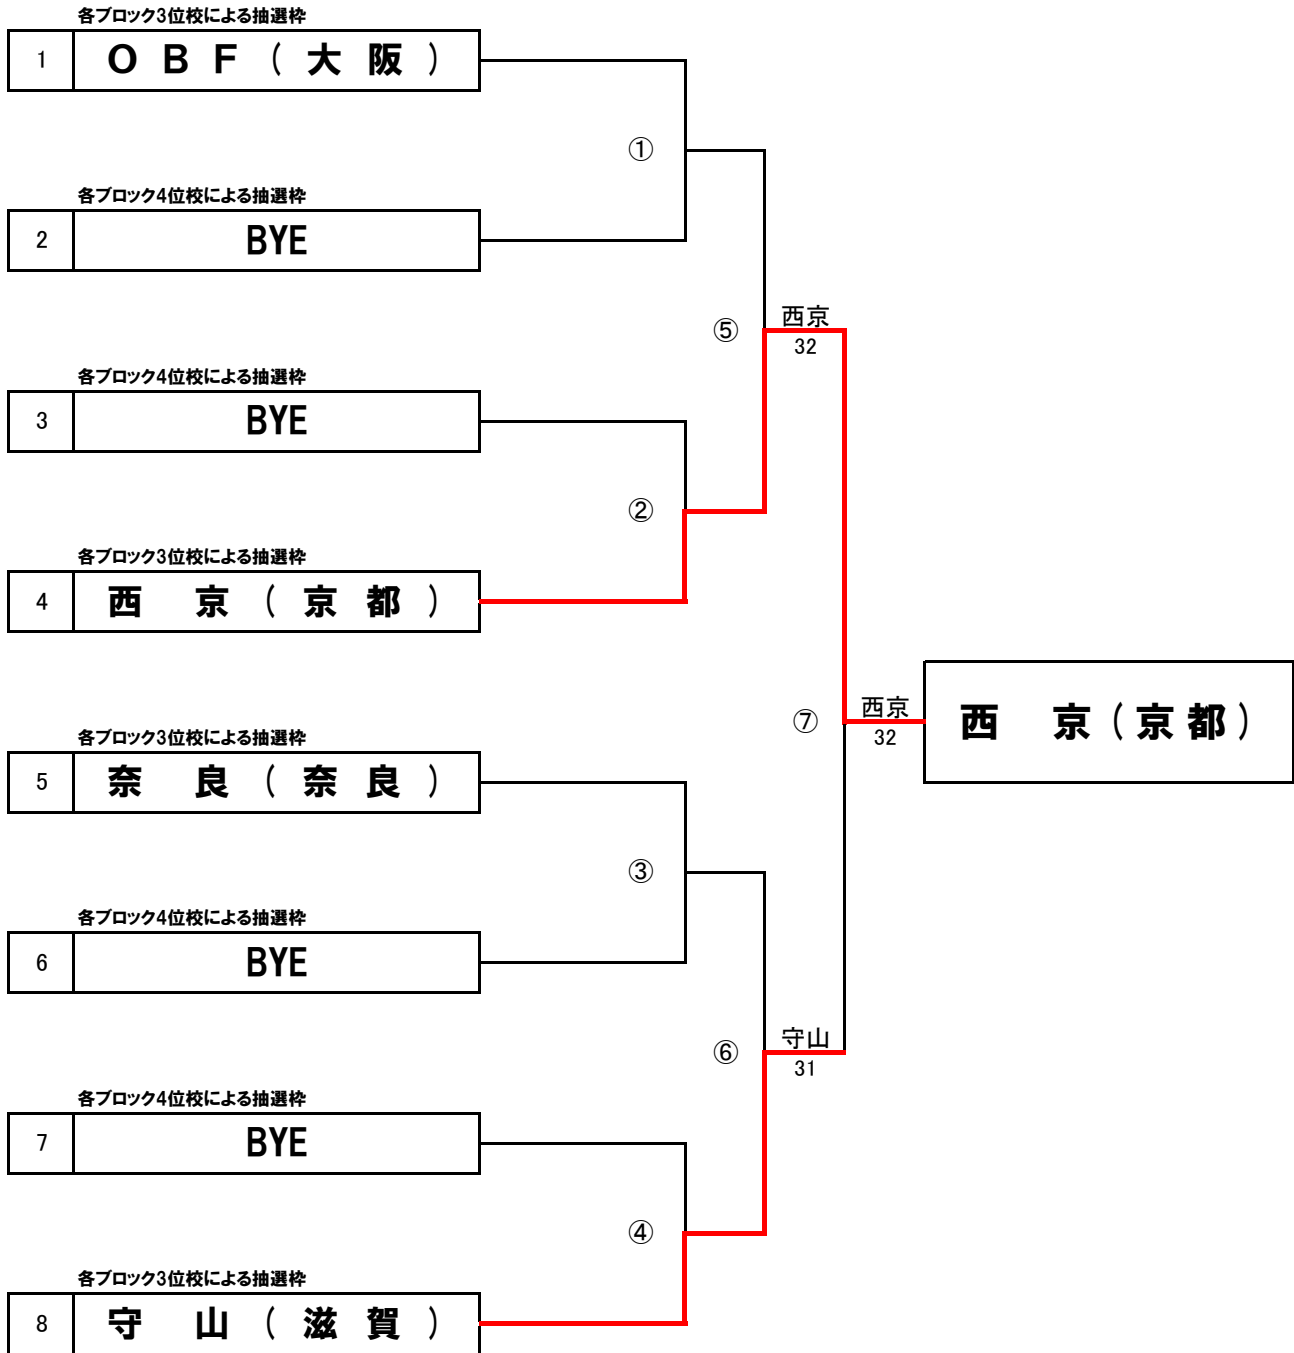 各ブロック3位校による抽選枠
1 OBF(大阪)
①
各ブロック4位校による抽選枠
2 BYE
西京
⑤
32
各ブロック4位校による抽選枠
3 BYE
②
各ブロック3位校による抽選枠
4 西京(京都)
西京
⑦
32
西京(京都)
各ブロック3位校による抽選枠
5 奈良(奈良)
③
各ブロック4位校による抽選枠
6 BYE
守山
⑥
31
各ブロック4位校による抽選枠
7 BYE
④
各ブロック3位校による抽選枠
8 守山(滋賀)